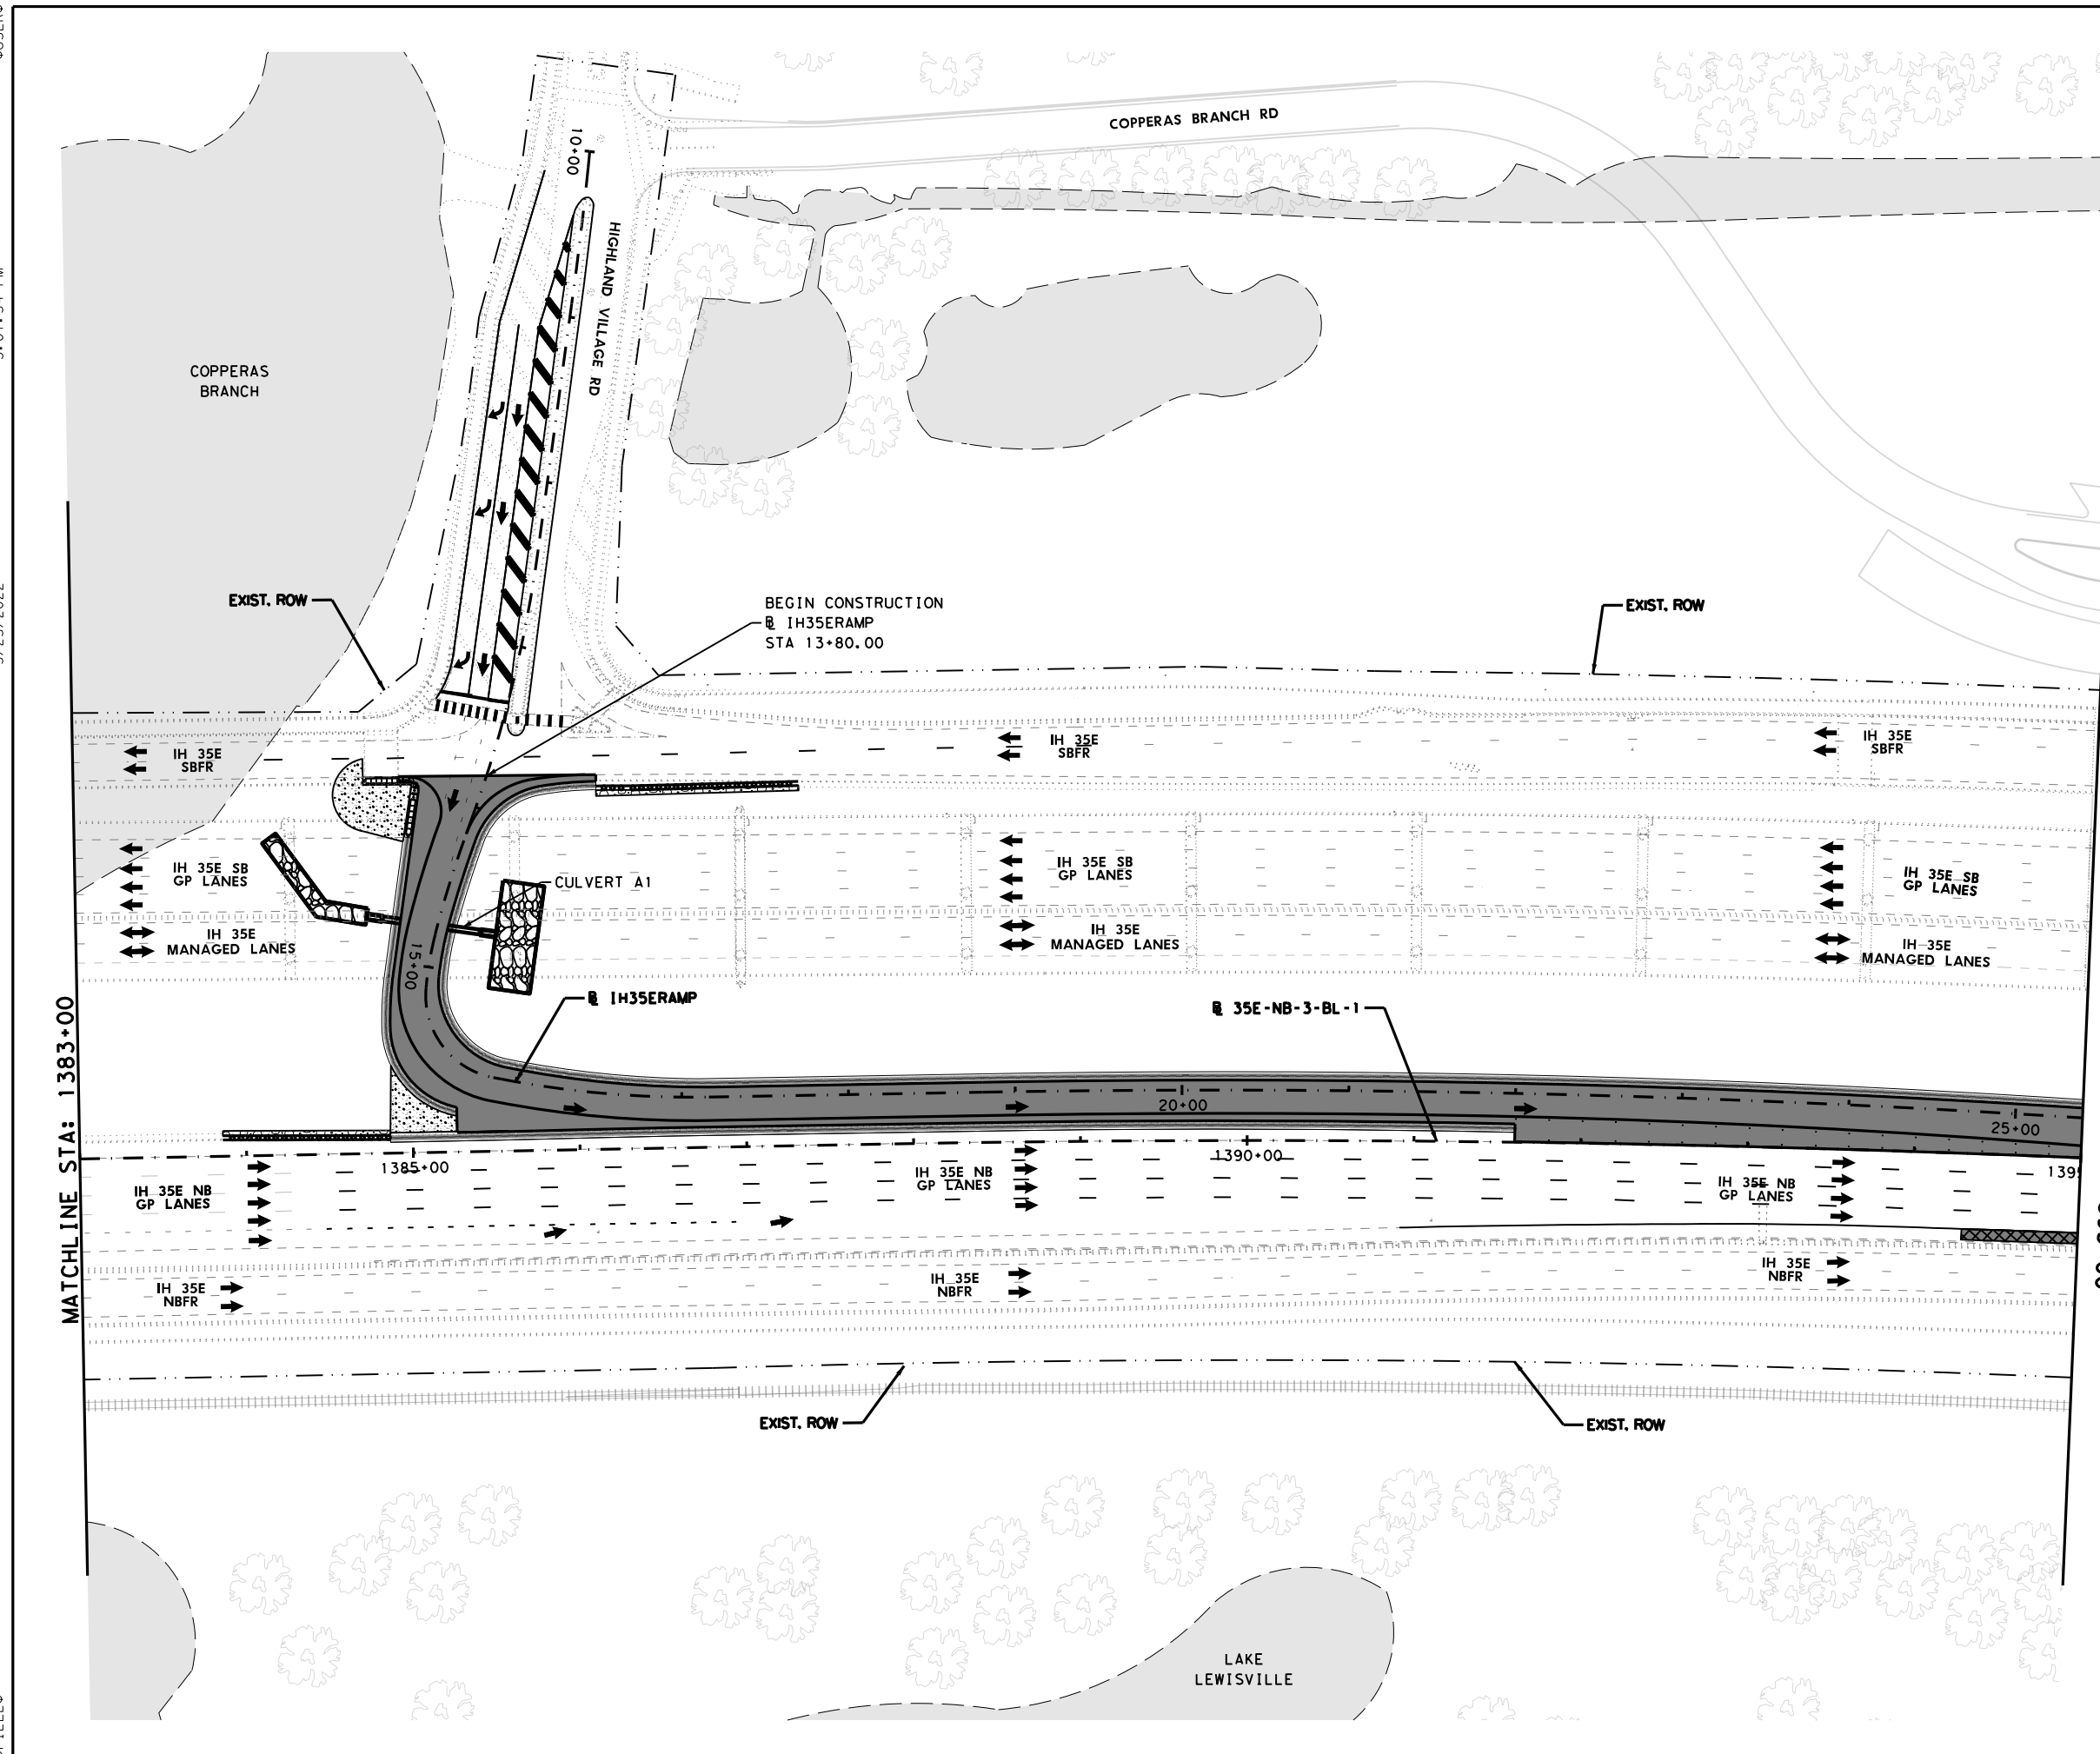 COPPERAS BRANCH RD
10+00
HIGHLAND VILLAGE RD
COPPERAS
BRANCH
EXIST. ROW
BEGIN CONSTRUCTION
℄ IH35ERAMP
STA 13+80.00
EXIST. ROW
IH 35E
SBFR
IH 35E
SBFR
IH 35E
SBFR
IH 35E SB
GP LANES
IH 35E SB
GP LANES
IH 35E SB
GP LANES
CULVERT A1
IH 35E
MANAGED LANES
IH 35E
MANAGED LANES
IH 35E
MANAGED LANES
15+00
℄ IH35ERAMP
℄ 35E-NB-3-BL-1
MATCHLINE STA: 1383+00
20+00
25+00
1385+00
1390+00
1395
IH 35E NB
GP LANES
IH 35E NB
GP LANES
IH 35E NB
GP LANES
IH 35E
NBFR
IH 35E
NBFR
IH 35E
NBFR
EXIST. ROW
EXIST. ROW
LAKE
LEWISVILLE